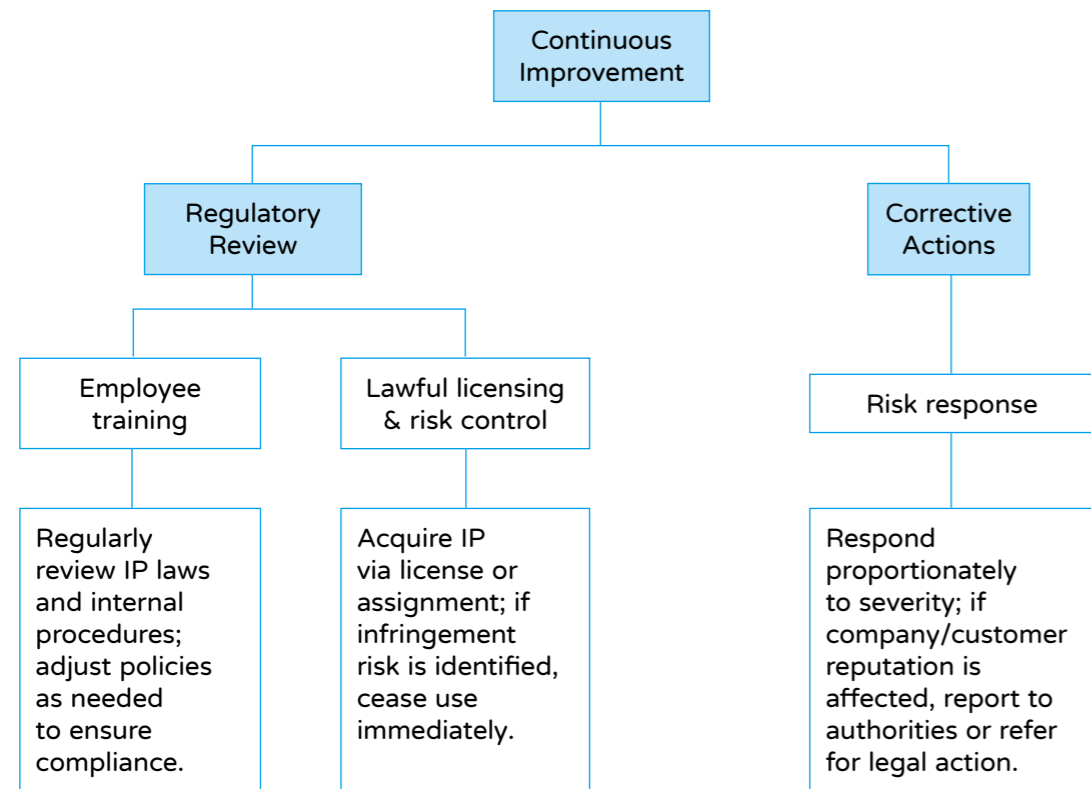 Continuous
Improvement
Regulatory
Review
Corrective
Actions
Employee
training
Lawful licensing
& risk control
Risk response
Regularly
review IP laws
and internal
procedures;
adjust policies
as needed
to ensure
compliance.
Acquire IP
via license or
assignment; if
infringement
risk is identified,
cease use
immediately.
Respond
proportionately
to severity; if
company/customer
reputation is
affected, report to
authorities or refer
for legal action.